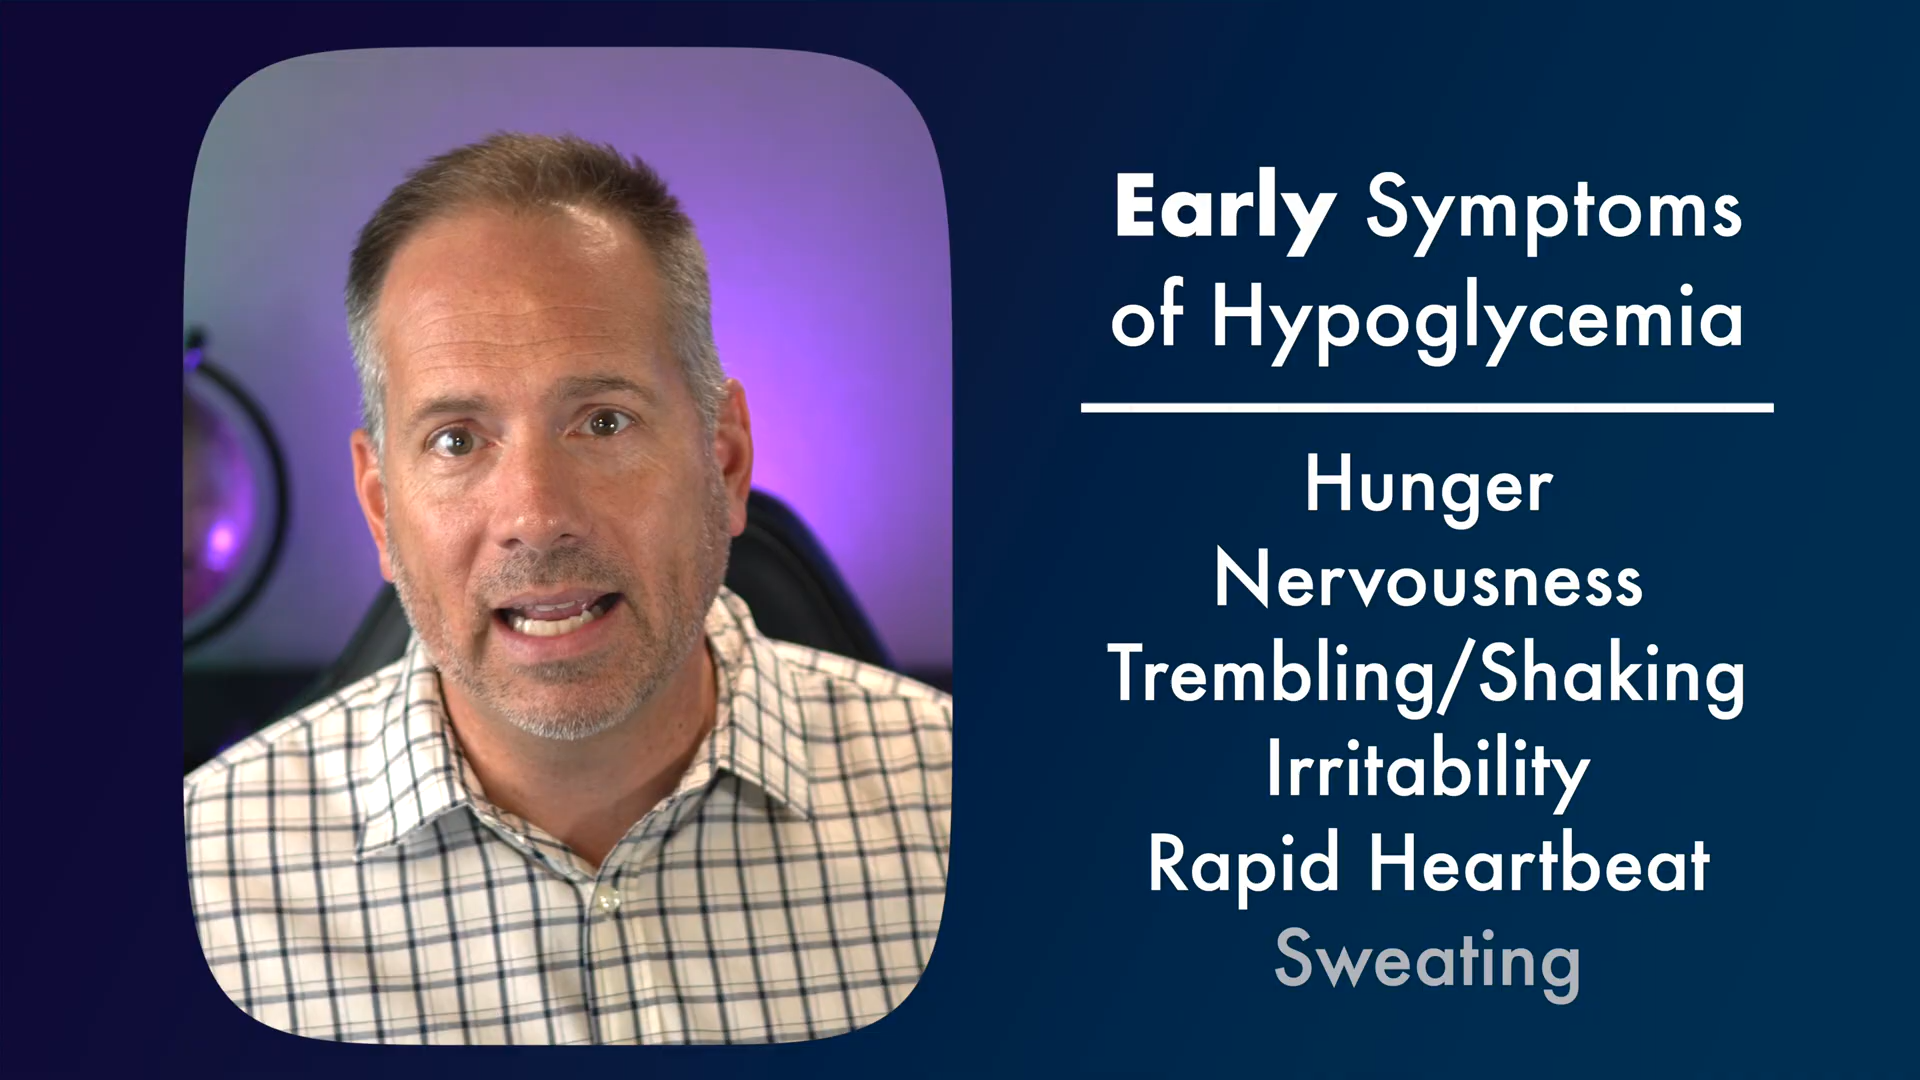 Early Symptoms
of Hypoglycemia
Hunger
Nervousness
Trembling/Shaking
Irritability
Rapid Heartbeat
Sweating